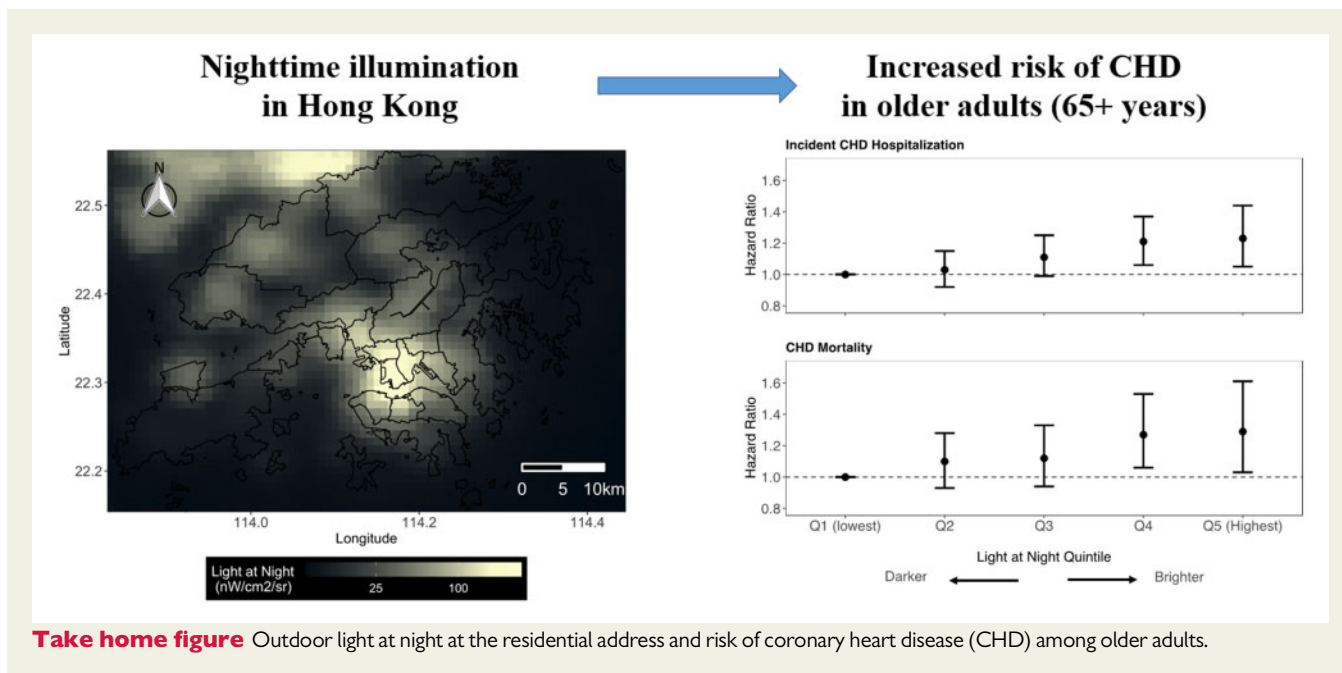 Nighttime illumination
in Hong Kong
Increased risk of CHD
in older adults (65+ years)
N
22.5
22.4
22.3
22.2
Latitude
114.0
114.2
114.4
Longitude
0 5 10km
Light at Night
(nW/cm2/sr)
25
100
Incident CHD Hospitalization
1.6
1.4
1.2
1.0
0.8
Hazard Ratio
CHD Mortality
1.6
1.4
1.2
1.0
0.8
Hazard Ratio
Q1 (lowest)
Q2
Q3
Q4
Q5 (Highest)
Light at Night Quintile
Darker
Brighter
Take home figure Outdoor light at night at the residential address and risk of coronary heart disease (CHD) among older adults.